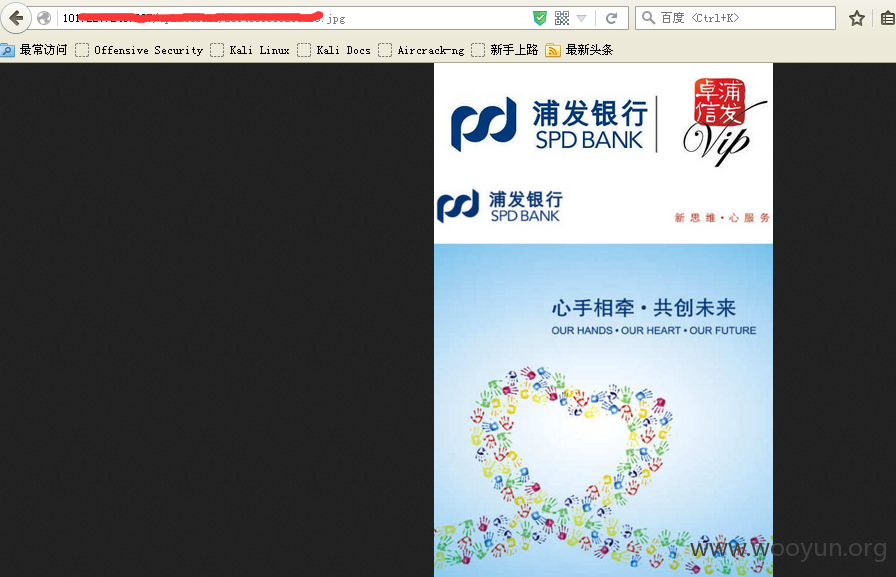 .jpg
百度 <Ctrl+K>
最常访问 Offensive Security Kali Linux Kali Docs Aircrack-ng 新手上路 最新头条
浦发银行
SPD BANK
卓浦
信发
Vip
浦发银行
SPD BANK
新思维·心服务
心手相牵·共创未来
OUR HANDS • OUR HEART • OUR FUTURE
www.wooyun.org